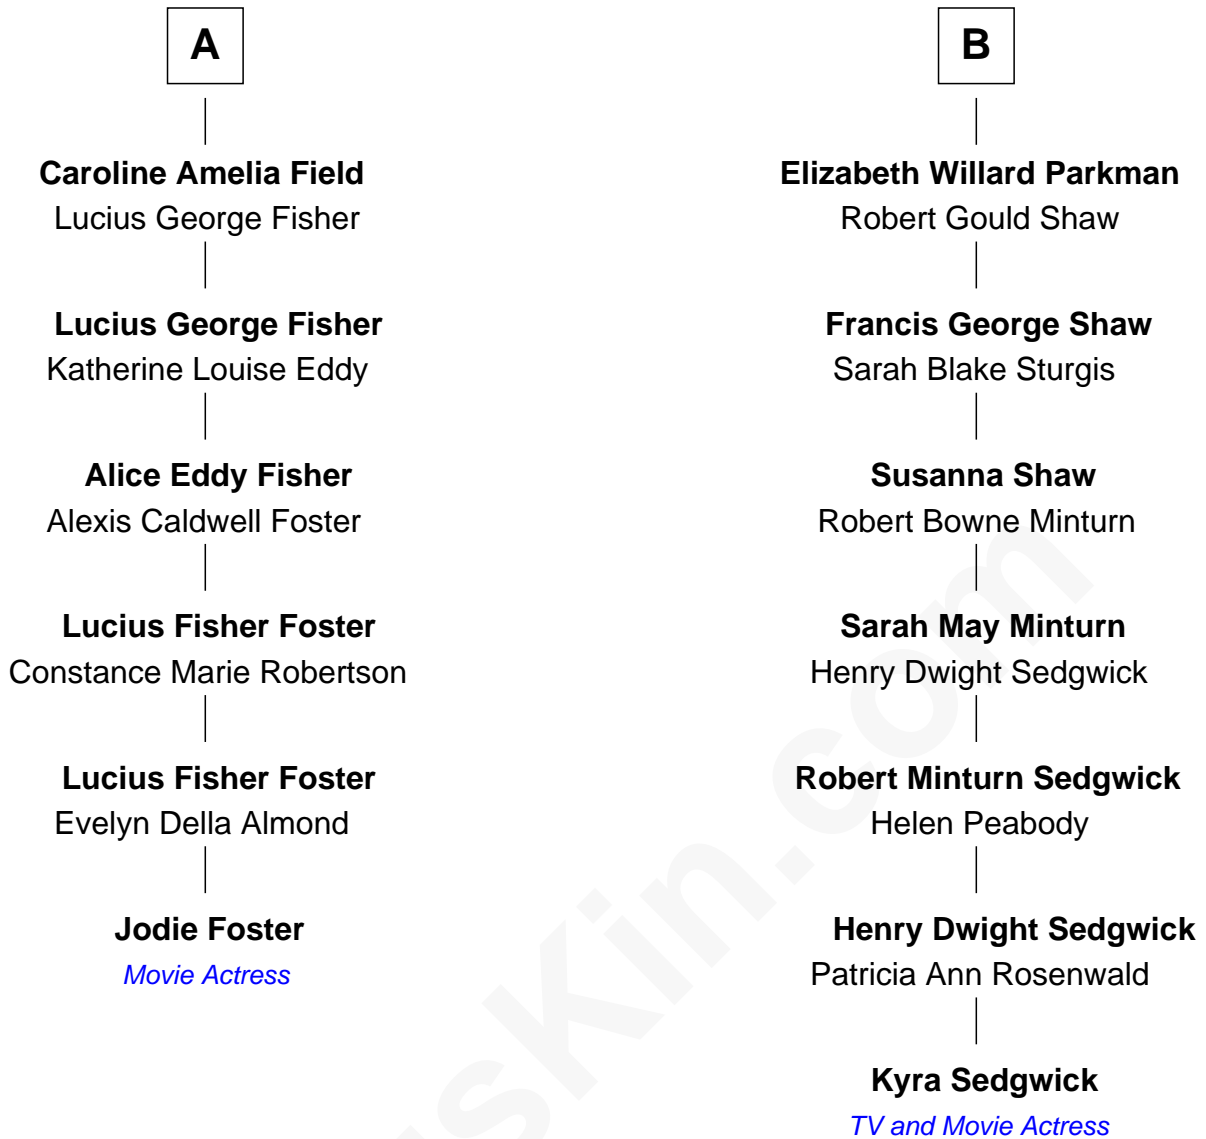 A
Caroline Amelia Field
Lucius George Fisher
Lucius George Fisher
Katherine Louise Eddy
Alice Eddy Fisher
Alexis Caldwell Foster
Lucius Fisher Foster
Constance Marie Robertson
Lucius Fisher Foster
Evelyn Della Almond
Jodie Foster
Movie Actress
B
Elizabeth Willard Parkman
Robert Gould Shaw
Francis George Shaw
Sarah Blake Sturgis
Susanna Shaw
Robert Bowne Minturn
Sarah May Minturn
Henry Dwight Sedgwick
Robert Minturn Sedgwick
Helen Peabody
Henry Dwight Sedgwick
Patricia Ann Rosenwald
Kyra Sedgwick
TV and Movie Actress